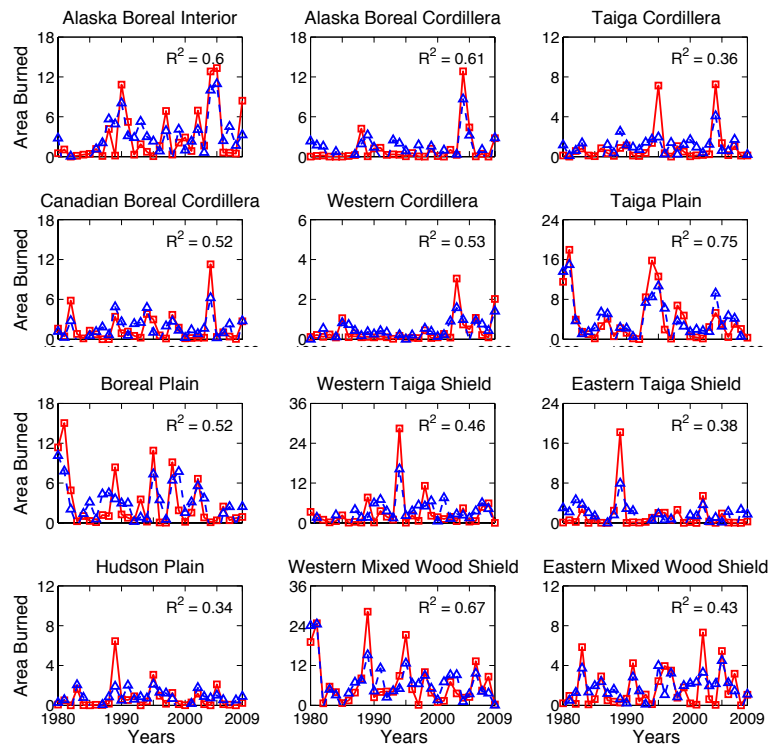 Alaska Boreal Interior
Alaska Boreal Cordillera
Taiga Cordillera
18
12
6
0
Area Burned
R² = 0.6
18
12
6
0
R² = 0.61
12
8
4
0
R² = 0.36
Canadian Boreal Cordillera
Western Cordillera
Taiga Plain
18
12
6
0
Area Burned
R² = 0.52
6
4
2
0
R² = 0.53
24
16
8
0
R² = 0.75
Boreal Plain
Western Taiga Shield
Eastern Taiga Shield
18
12
6
0
Area Burned
R² = 0.52
36
24
12
0
R² = 0.46
24
16
8
0
R² = 0.38
Hudson Plain
Western Mixed Wood Shield
Eastern Mixed Wood Shield
12
8
4
0
Area Burned
R² = 0.34
1980
1990
2000
2009
Years
36
24
12
0
R² = 0.67
1980
1990
2000
2009
Years
12
8
4
0
R² = 0.43
1980
1990
2000
2009
Years